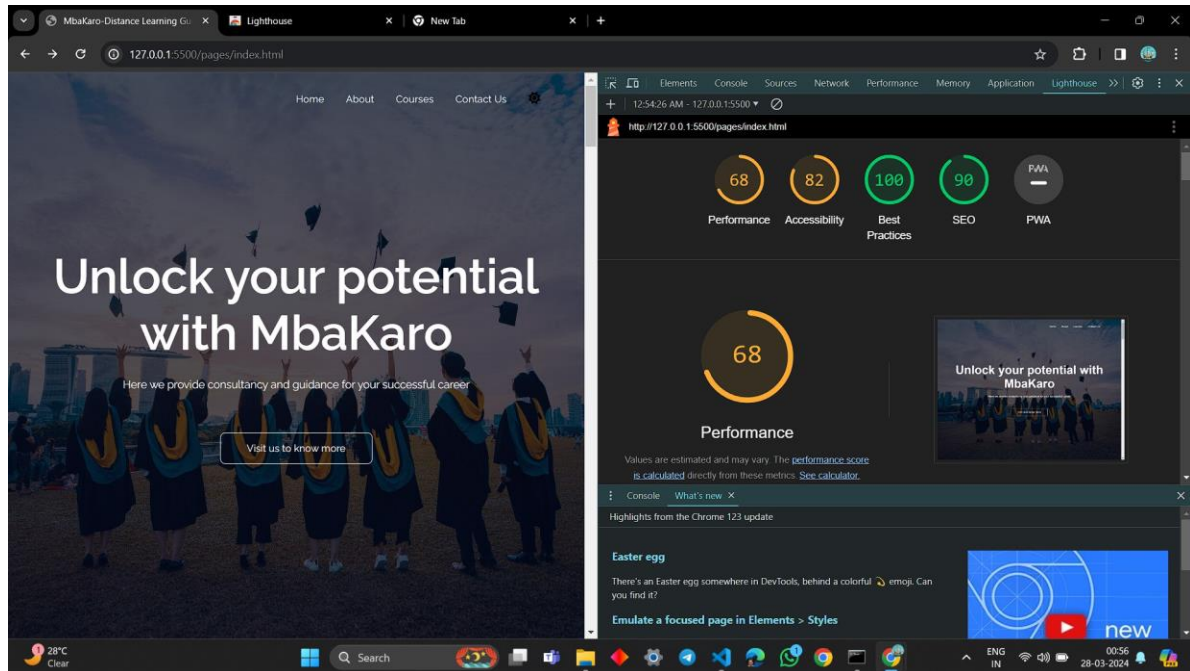 MbaKaro-Distance Learning Gu
Lighthouse
New Tab
127.0.0.1:5500/pages/index.html
Home About Courses Contact Us
Unlock your potential
with MbaKaro
Here we provide consultancy and guidance for your successful career
Visit us to know more
Elements Console Sources Network Performance Memory Application Lighthouse
12:54:26 AM - 127.0.0.1:5500
http://127.0.0.1:5500/pages/index.html
68 82 100 90 PWA
Performance Accessibility Best Practices SEO PWA
68
Performance
Values are estimated and may vary. The performance score
is calculated directly from these metrics. See calculator.
Unlock your potential with
MbaKaro
Console What's new
Highlights from the Chrome 123 update
Easter egg
There's an Easter egg somewhere in DevTools, behind a colorful emoji. Can
you find it?
Emulate a focused page in Elements > Styles
new
1
28°C
Clear
Search
ENG
IN
00:56
28-03-2024